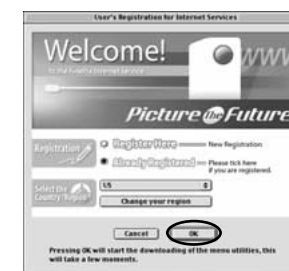 User's Registration for Internet Services
Welcome!
WWW
Picture the Future
Registration
Register Here
New Registration
Already Registered
Please tick here
if you are registered.
Select the
Country/Region
US
Change your region
Cancel
OK
Pressing OK will start the downloading of the menu utilities, this
will take a few moments.